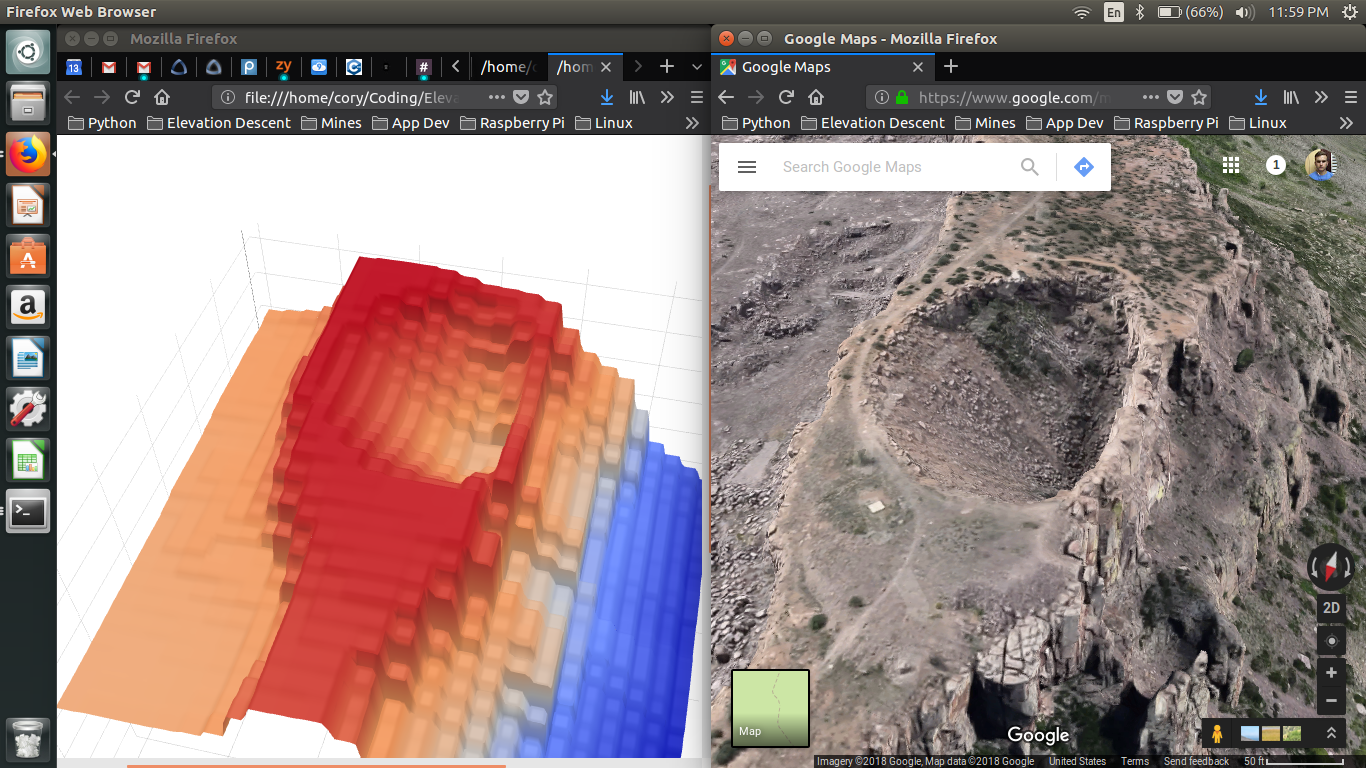 Firefox Web Browser
En
(66%)
11:59 PM
Mozilla Firefox
13
zy
#
/home/c
/hom
file:///home/cory/Coding/Eleva
Python
Elevation Descent
Mines
App Dev
Raspberry Pi
Linux
Google Maps - Mozilla Firefox
Google Maps
https://www.google.com/m
Python
Elevation Descent
Mines
App Dev
Raspberry Pi
Linux
Search Google Maps
1
2D
Map
Google
Imagery ©2018 Google, Map data ©2018 Google
United States
Terms
Send feedback
50 ft